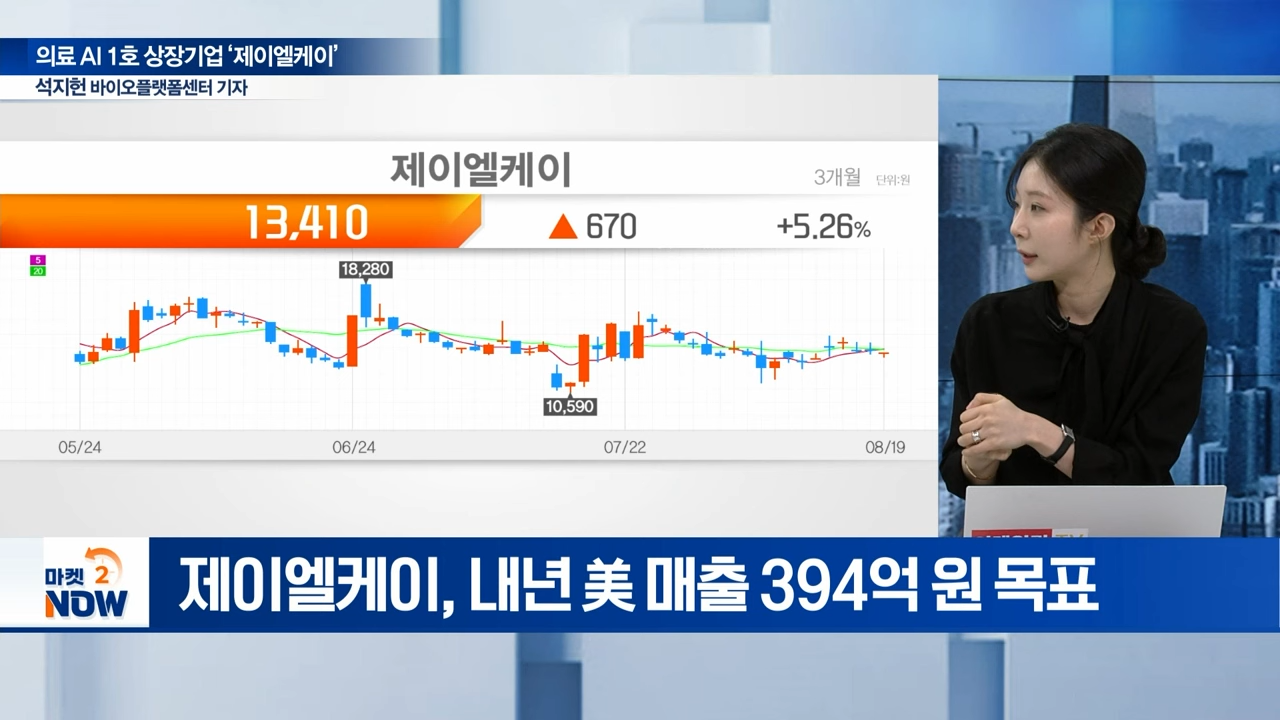 의료 AI 1호 상장기업 ‘제이엘케이’
석지헌 바이오플랫폼센터 기자
제이엘케이
3개월 단위:원
13,410 ▲ 670 +5.26%
5
20
18,280
10,590
05/24 06/24 07/22 08/19
마켓 2
NOW
제이엘케이, 내년 美 매출 394억 원 목표